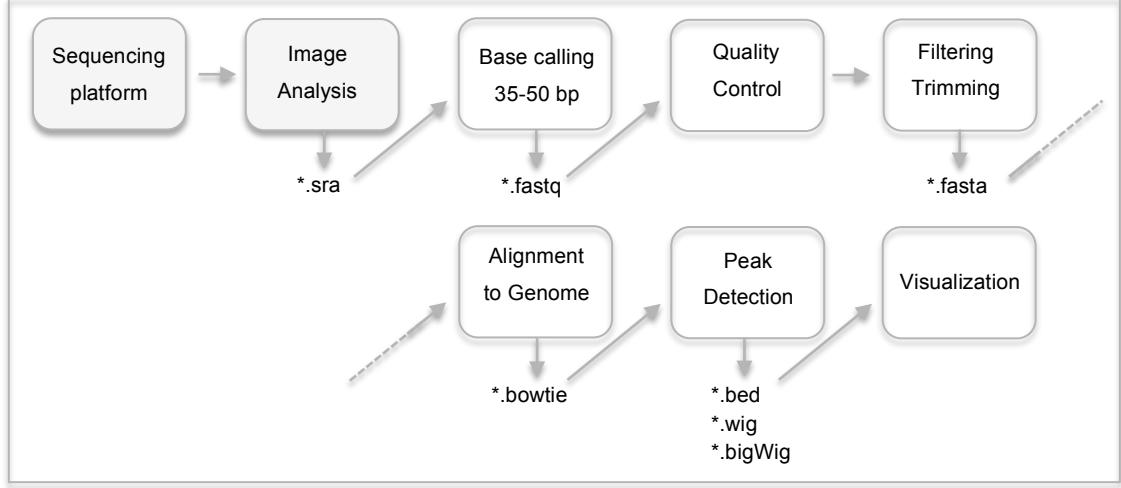 Sequencing
platform
Image
Analysis
*.sra
Base calling
35-50 bp
*.fastq
Quality
Control
Filtering
Trimming
*.fasta
Alignment
to Genome
*.bowtie
Peak
Detection
*.bed
*.wig
*.bigWig
Visualization